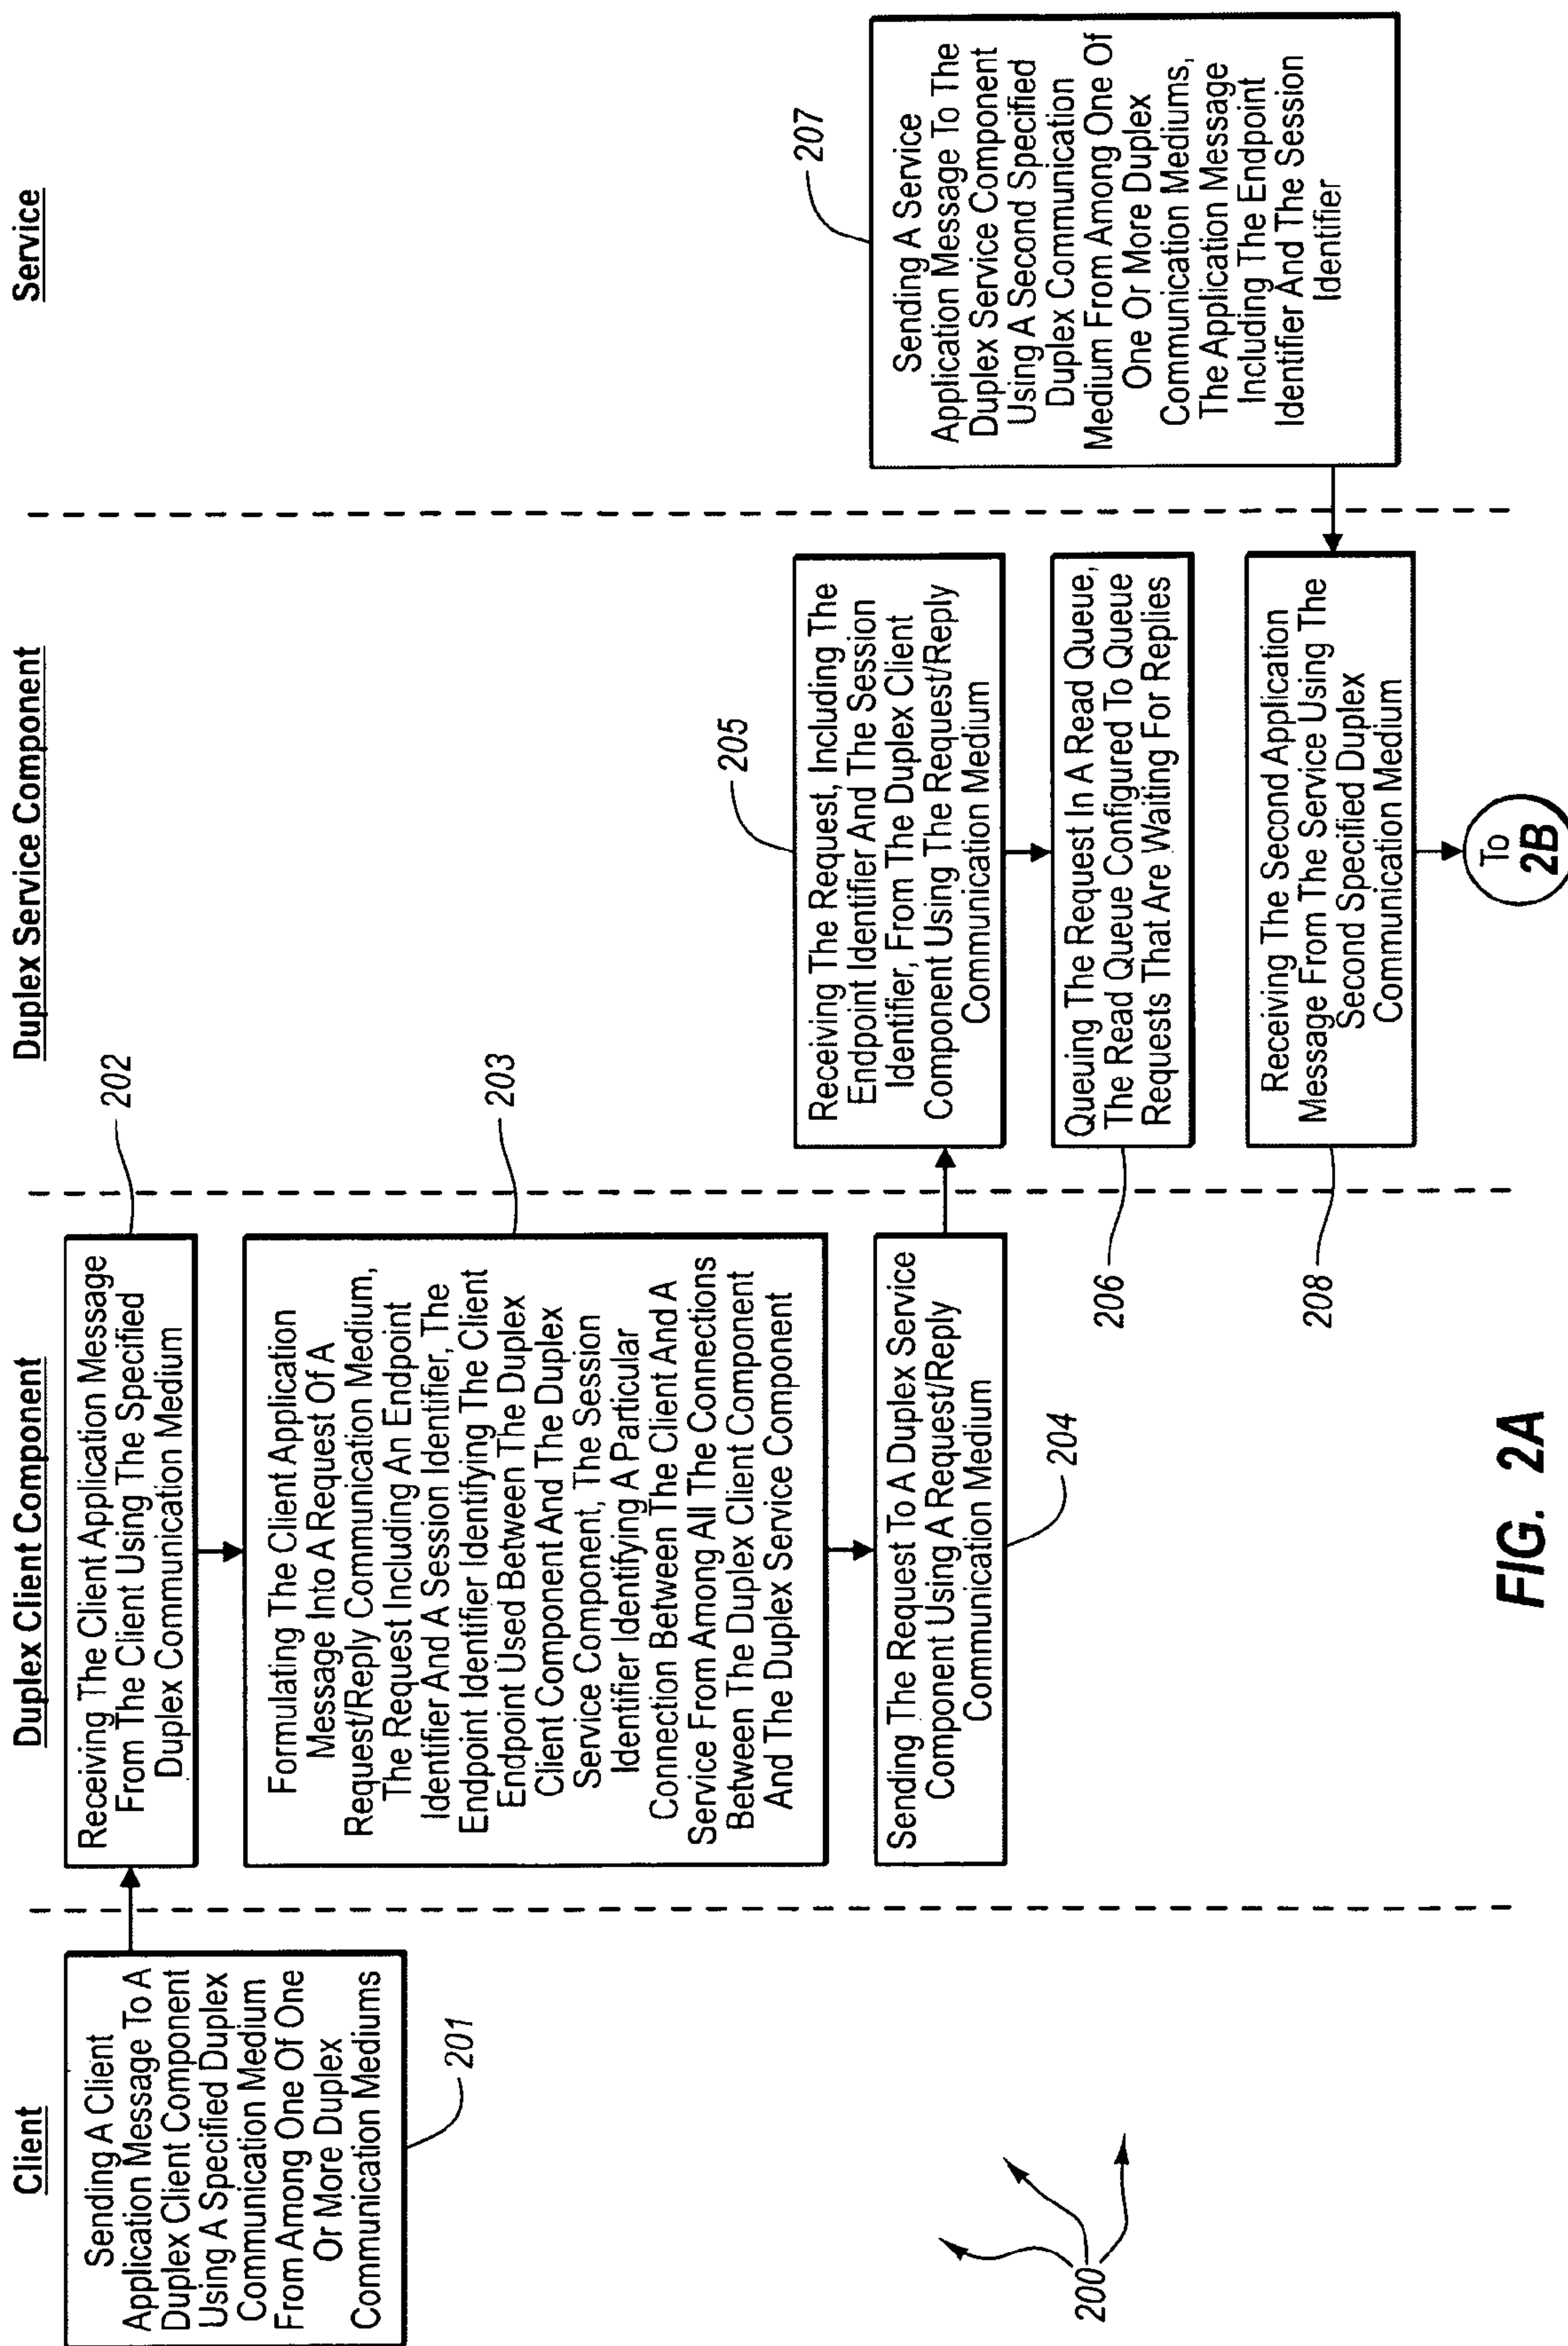 Client
Duplex Client Component
Duplex Service Component
Service
Sending A Client
Application Message To A
Duplex Client Component
Using A Specified Duplex
Communication Medium
From Among One Of One
Or More Duplex
Communication Mediums
201
Receiving The Client Application Message
From The Client Using The Specified
Duplex Communication Medium
202
Formulating The Client Application
Message Into A Request Of A
Request/Reply Communication Medium,
The Request Including An Endpoint
Identifier And A Session Identifier, The
Endpoint Identifier Identifying The Client
Endpoint Used Between The Duplex
Client Component And The Duplex
Service Component, The Session
Identifier Identifying A Particular
Connection Between The Client And A
Service From Among All The Connections
Between The Duplex Client Component
And The Duplex Service Component
203
Sending The Request To A Duplex Service
Component Using A Request/Reply
Communication Medium
204
Receiving The Request, Including The
Endpoint Identifier And The Session
Identifier, From The Duplex Client
Component Using The Request/Reply
Communication Medium
205
Queuing The Request In A Read Queue,
The Read Queue Configured To Queue
Requests That Are Waiting For Replies
206
Sending A Service
Application Message To The
Duplex Service Component
Using A Second Specified
Duplex Communication
Medium From Among One Of
One Or More Duplex
Communication Mediums,
The Application Message
Including The Endpoint
Identifier And The Session
Identifier
207
Receiving The Second Application
Message From The Service Using The
Second Specified Duplex
Communication Medium
208
To
2B
200
FIG. 2A